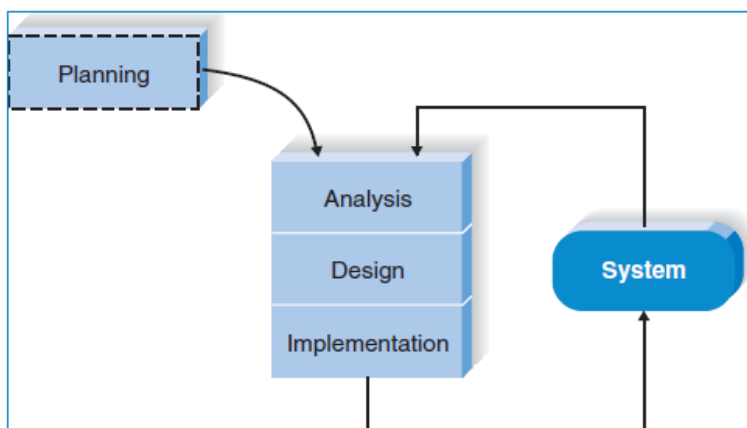 Planning
Analysis
Design
System
Implementation